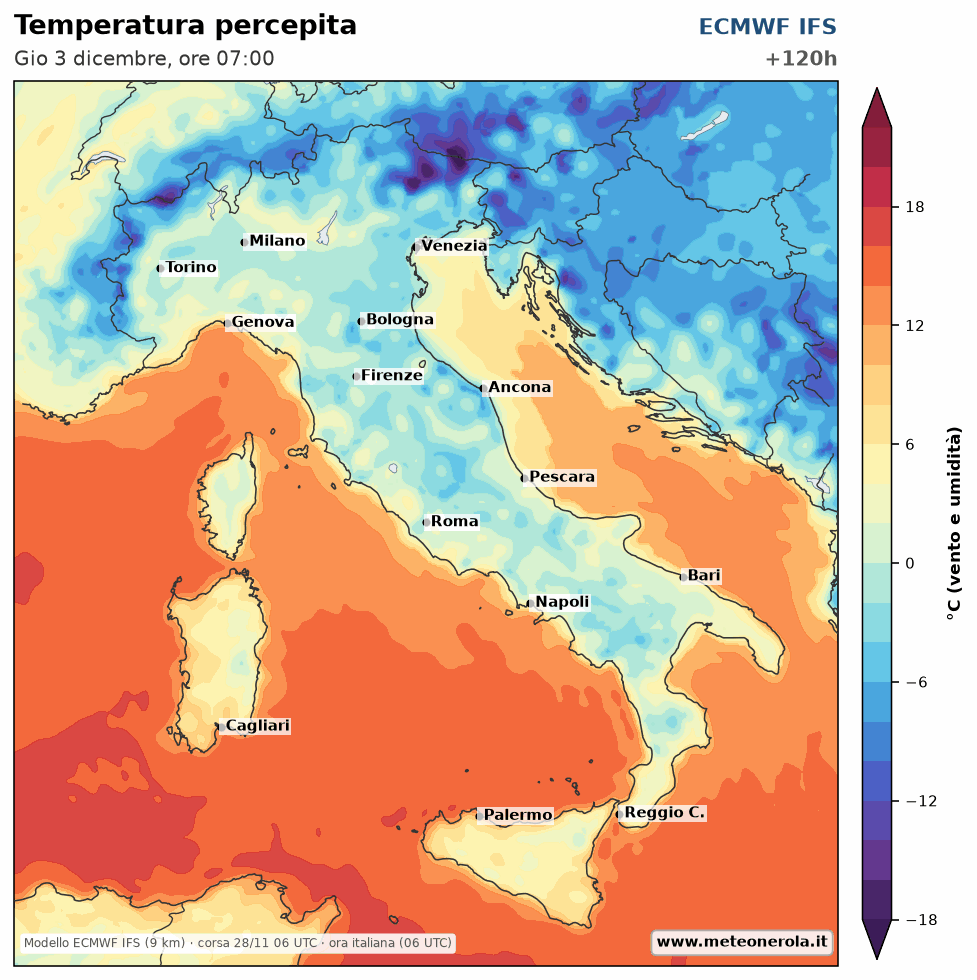 Temperatura percepita
ECMWF IFS
Gio 3 dicembre, ore 07:00
+120h
Milano
Venezia
Torino
Genova
Bologna
Firenze
Ancona
Pescara
Roma
Bari
Napoli
Cagliari
Palermo
Reggio C.
18
12
6
0
−6
−12
−18
°C (vento e umidità)
Modello ECMWF IFS (9 km) · corsa 28/11 06 UTC · ora italiana (06 UTC)
www.meteonerola.it